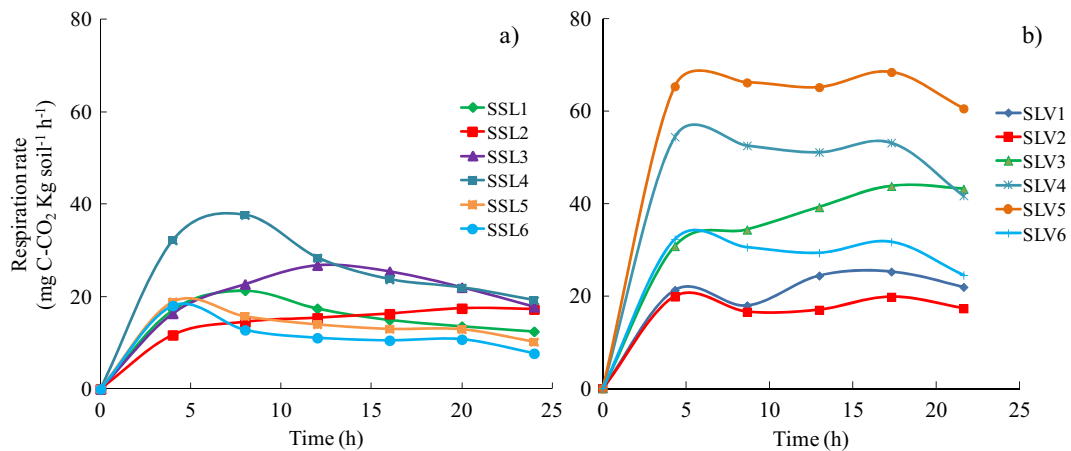 a)
80
60
40
20
0
0 5 10 15 20 25
Time (h)
Respiration rate
(mg C-CO₂ Kg soil⁻¹ h⁻¹)
SSL1
SSL2
SSL3
SSL4
SSL5
SSL6
b)
80
60
40
20
0
0 5 10 15 20 25
Time (h)
SLV1
SLV2
SLV3
SLV4
SLV5
SLV6